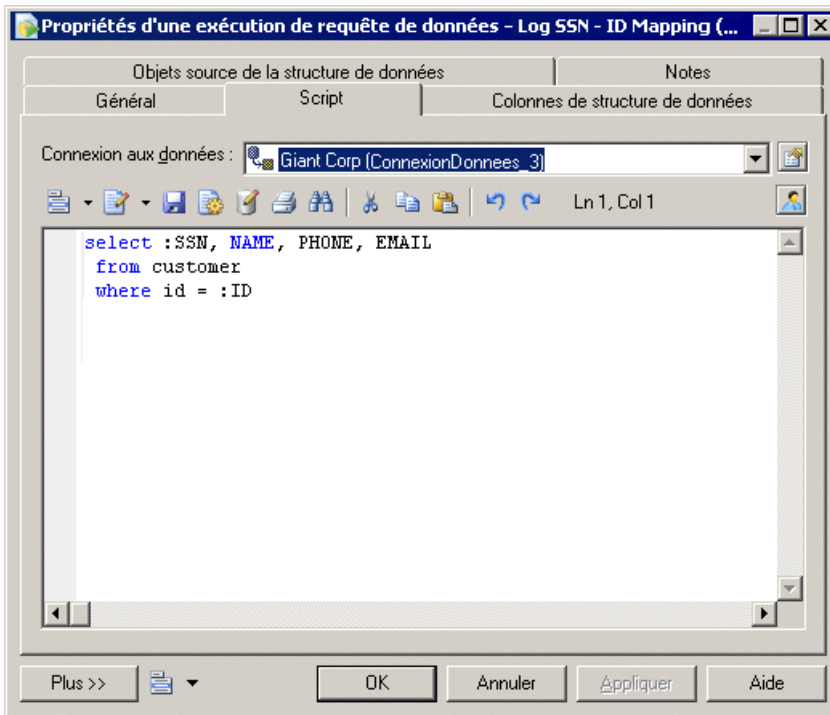 Propriétés d'une exécution de requête de données - Log SSN - ID Mapping (...
Objets source de la structure de données
Notes
Général
Script
Colonnes de structure de données
Connexion aux données :
Giant Corp (ConnexionDonnees_3)
Ln 1, Col 1
select :SSN, NAME, PHONE, EMAIL
from customer
where id = :ID
Plus >>
OK
Annuler
Appliquer
Aide